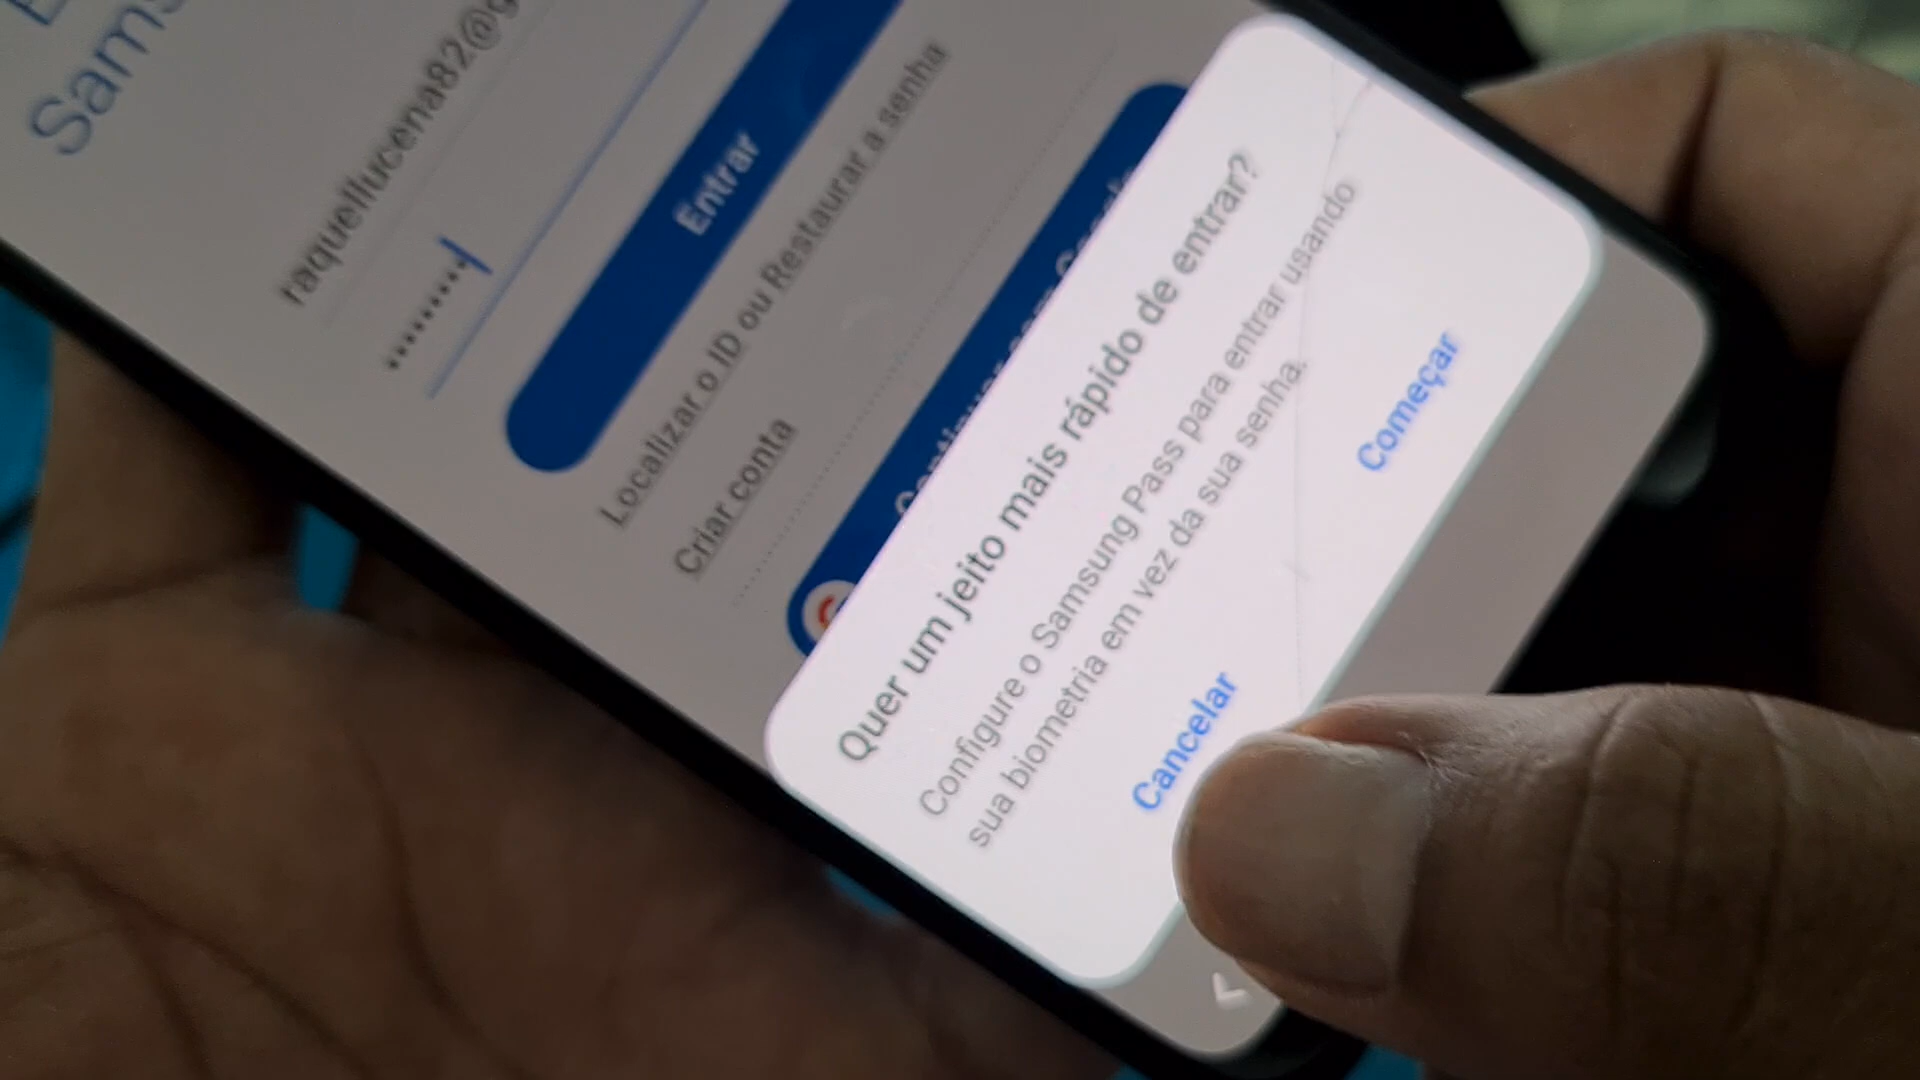 Sams
raquellucena82@g
Entrar
Localizar o ID ou Restaurar a senha
Criar conta
Quer um jeito mais rápido de entrar?
Configure o Samsung Pass para entrar usando
sua biometria em vez da sua senha.
Cancelar
Começar